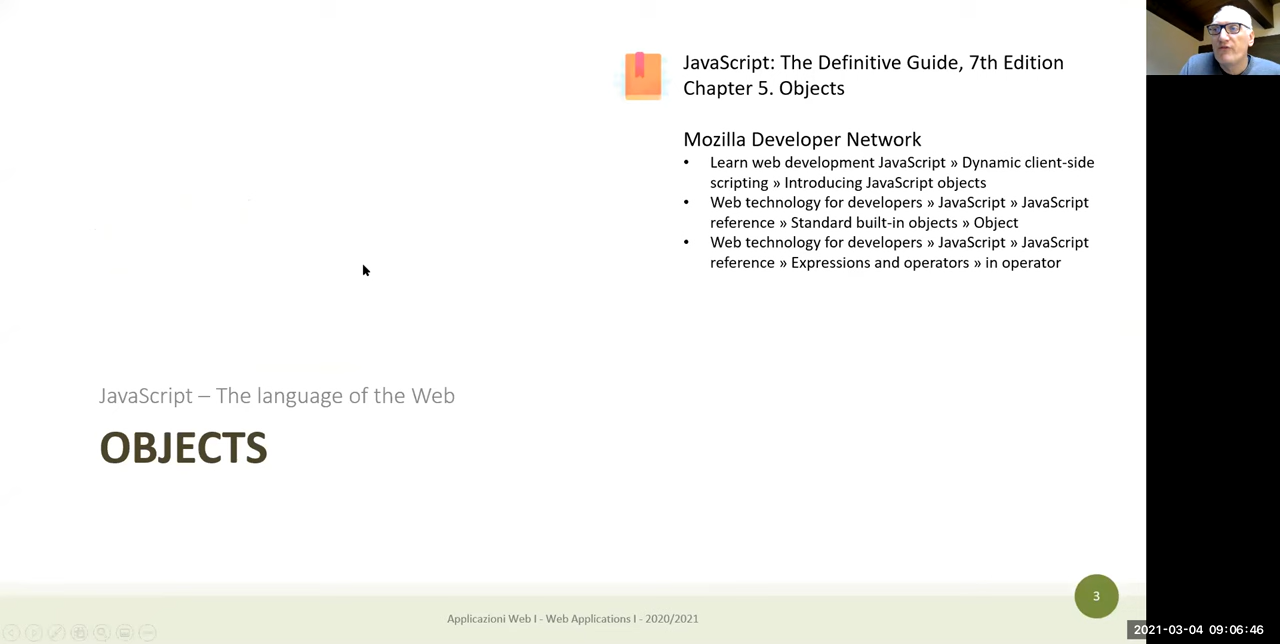 JavaScript: The Definitive Guide, 7th Edition
Chapter 5. Objects
Mozilla Developer Network
• Learn web development JavaScript » Dynamic client-side
scripting » Introducing JavaScript objects
• Web technology for developers » JavaScript » JavaScript
reference » Standard built-in objects » Object
• Web technology for developers » JavaScript » JavaScript
reference » Expressions and operators » in operator
JavaScript – The language of the Web
OBJECTS
3
Applicazioni Web I - Web Applications I - 2020/2021
2021-03-04 09:06:46